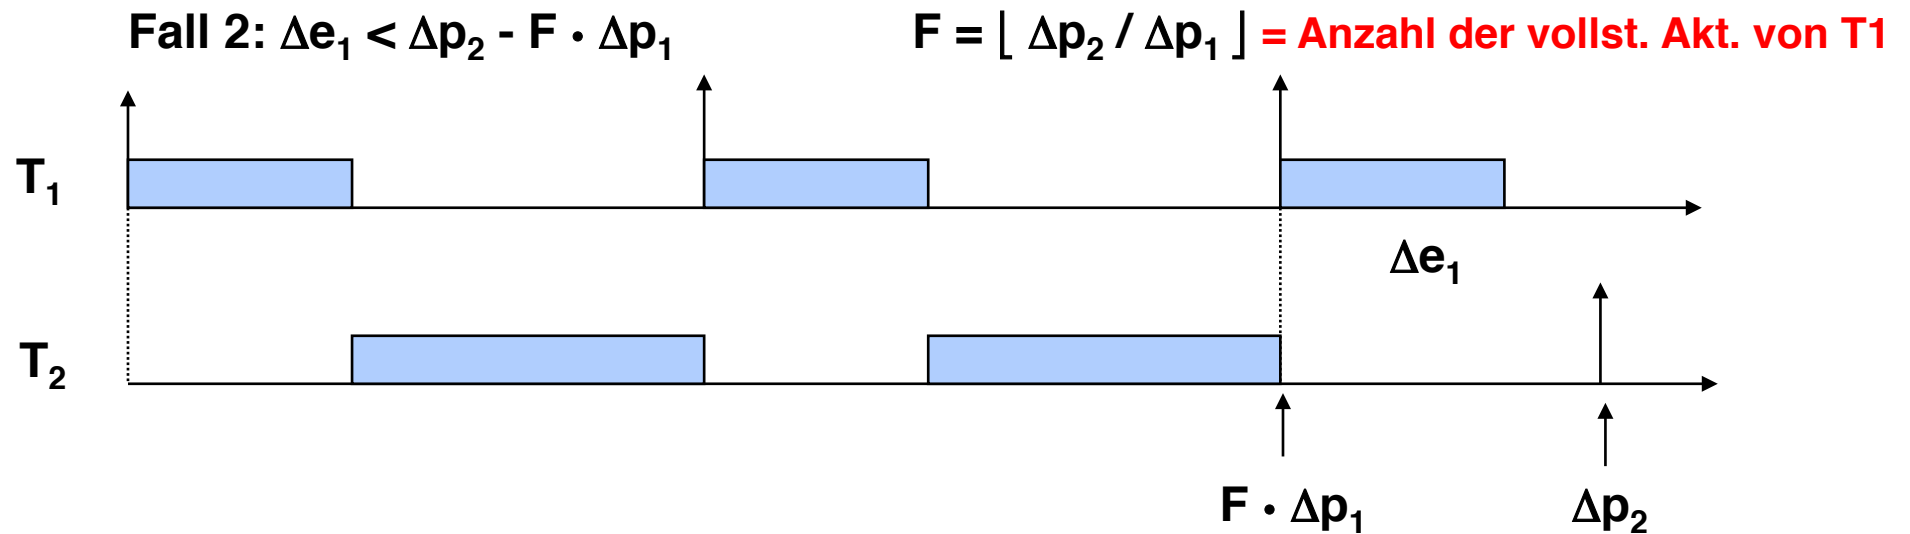 Fall 2: Δe₁ < Δp₂ - F · Δp₁
F = ⌊ Δp₂ / Δp₁ ⌋ = Anzahl der vollst. Akt. von T1
T₁
Δe₁
T₂
F · Δp₁
Δp₂